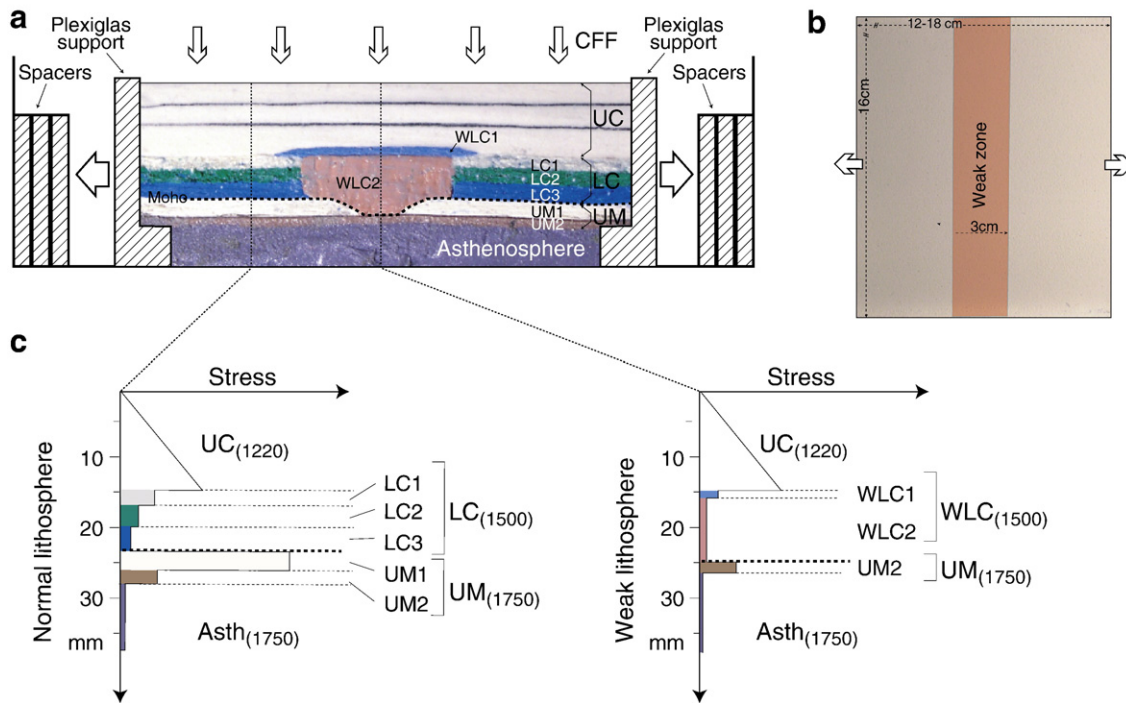 a
Plexiglas
support
Spacers
CFF
Plexiglas
support
Spacers
UC
WLC1
LC1
LC2
LC3
LC
WLC2
Moho
UM1
UM2
UM
Asthenosphere
b
12-18 cm
16cm
Weak zone
3cm
c
Stress
Normal lithosphere
10
20
30
mm
UC(1220)
LC1
LC2
LC3
LC(1500)
UM1
UM2
UM(1750)
Asth(1750)
Stress
Weak lithosphere
10
20
30
mm
UC(1220)
WLC1
WLC2
WLC(1500)
UM2
UM(1750)
Asth(1750)